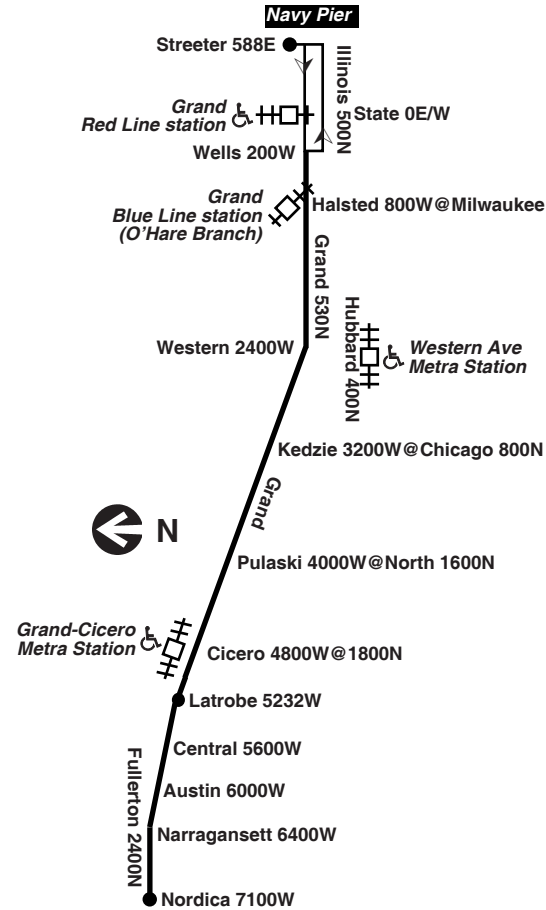 Navy Pier
Streeter 588E
Illinois 500N
Grand
Red Line station
State 0E/W
Wells 200W
Grand
Blue Line station
(O'Hare Branch)
Halsted 800W@Milwaukee
Grand 530N
Hubbard 400N
Western 2400W
Western Ave
Metra Station
Kedzie 3200W@Chicago 800N
Grand
N
Pulaski 4000W@North 1600N
Grand-Cicero
Metra Station
Cicero 4800W@1800N
Latrobe 5232W
Central 5600W
Fullerton 2400N
Austin 6000W
Narragansett 6400W
Nordica 7100W